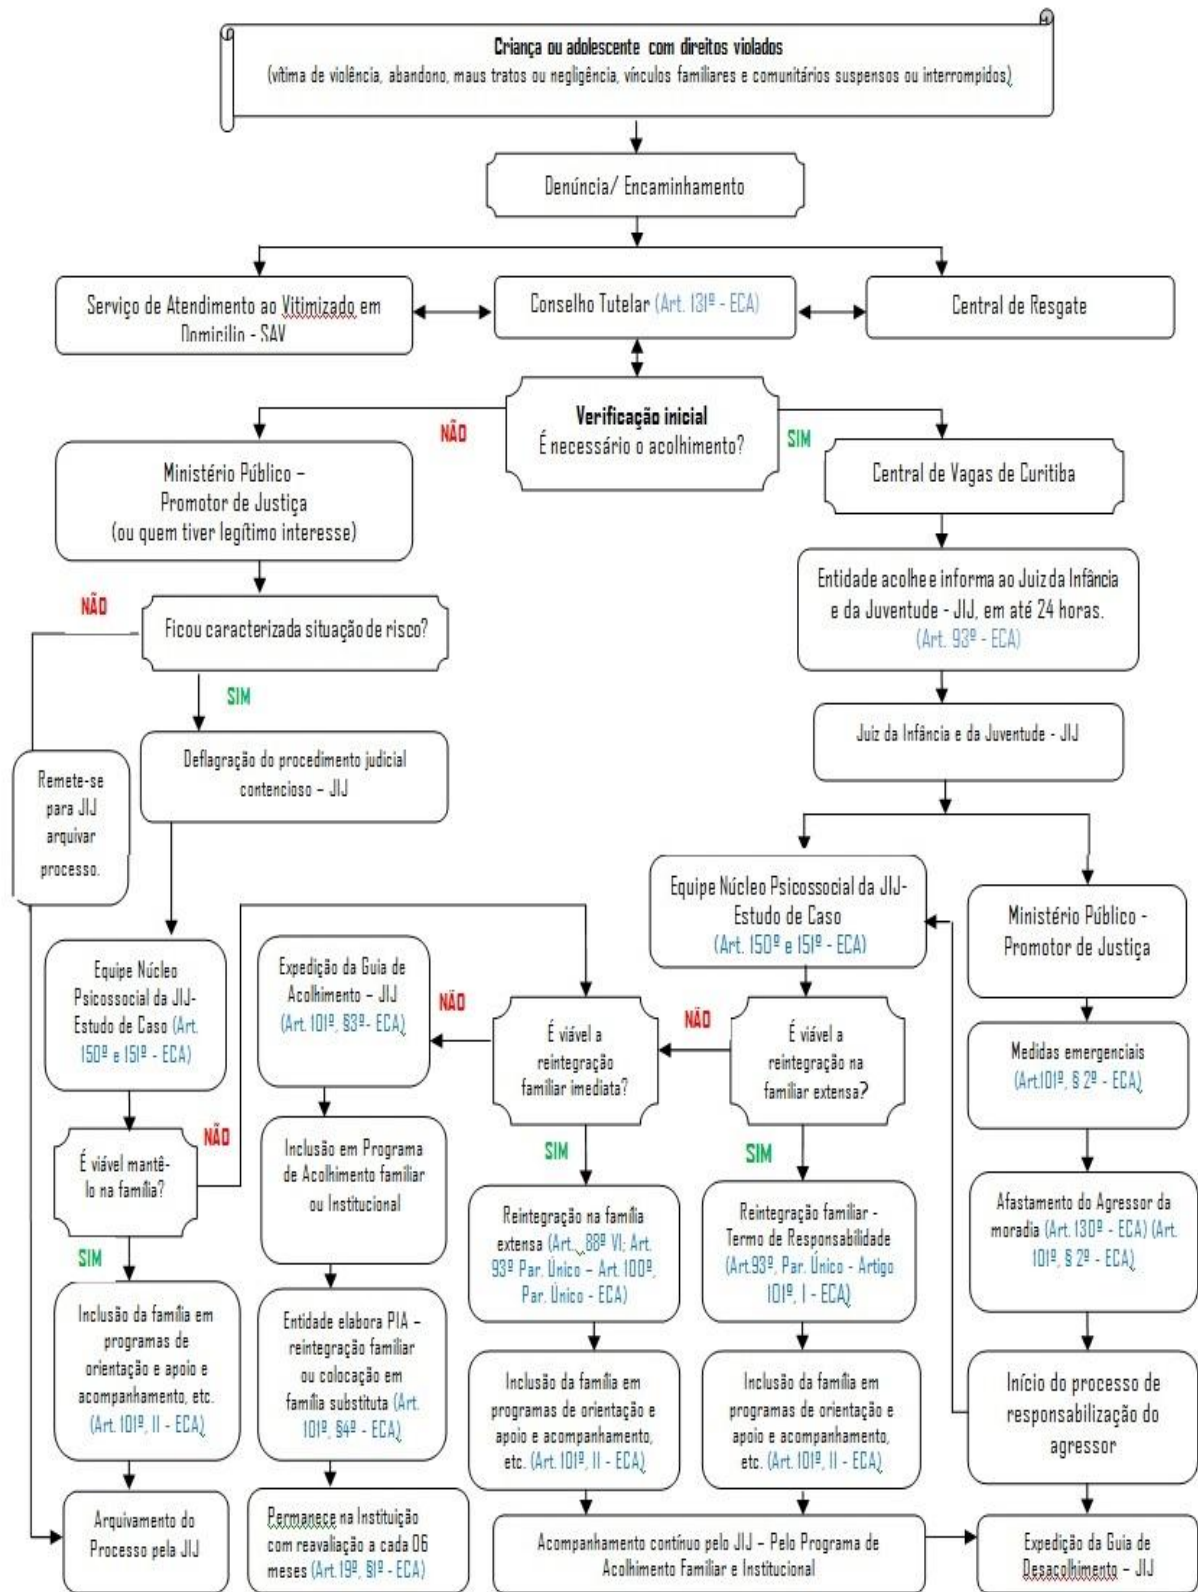 Criança ou adolescente com direitos violados
(vítima de violência, abandono, maus tratos ou negligência, vínculos familiares e comunitários suspensos ou interrompidos)
Denúncia/ Encaminhamento
Serviço de Atendimento ao Vitimizado em
Domicilio - SAV
Conselho Tutelar (Art. 131º - ECA)
Central de Resgate
Verificação inicial
É necessário o acolhimento?
NÃO
SIM
Ministério Público –
Promotor de Justiça
(ou quem tiver legítimo interesse)
Central de Vagas de Curitiba
Entidade acolhe e informa ao Juiz da Infância
e da Juventude - JIJ, em até 24 horas.
(Art. 93º - ECA)
NÃO
Ficou caracterizada situação de risco?
SIM
Juiz da Infância e da Juventude - JIJ
Deflagração do procedimento judicial
contencioso – JIJ
Remete-se
para JIJ
arquivar
processo.
Equipe Núcleo Psicossocial da JIJ-
Estudo de Caso
(Art. 150º e 151º - ECA)
Ministério Público -
Promotor de Justiça
Equipe Núcleo
Psicossocial da JIJ-
Estudo de Caso (Art.
150º e 151º - ECA)
Expedição da Guia de
Acolhimento – JIJ
(Art. 101º, §3º- ECA)
NÃO
É viável a
reintegração
familiar imediata?
NÃO
É viável a
reintegração na
familiar extensa?
Medidas emergenciais
(Art.101º, § 2º - ECA)
É viável mantê-
lo na família?
NÃO
SIM
Inclusão em Programa
de Acolhimento familiar
ou Institucional
SIM
SIM
Reintegração na família
extensa (Art. 88º VI; Art.
93º Par. Único – Art. 100º,
Par. Único - ECA)
Reintegração familiar -
Termo de Responsabilidade
(Art.93º, Par. Único - Artigo
101º, I - ECA)
Afastamento do Agressor da
moradia (Art. 130º - ECA) (Art.
101º, § 2º - ECA)
Inclusão da família em
programas de
orientação e apoio e
acompanhamento, etc.
(Art. 101º, II - ECA)
Entidade elabora PIA –
reintegração familiar
ou colocação em
família substituta (Art.
101º, §4º - ECA)
Inclusão da família em
programas de orientação e
apoio e acompanhamento,
etc. (Art. 101º, II - ECA)
Inclusão da família em
programas de orientação e
apoio e acompanhamento,
etc. (Art. 101º, II - ECA)
Início do processo de
responsabilização do
agressor
Arquivamento do
Processo pela JIJ
Permanece na Instituição
com reavaliação a cada 06
meses (Art. 19º, §1º - ECA)
Acompanhamento contínuo pelo JIJ – Pelo Programa de
Acolhimento Familiar e Institucional
Expedição da Guia de
Desacolhimento – JIJ